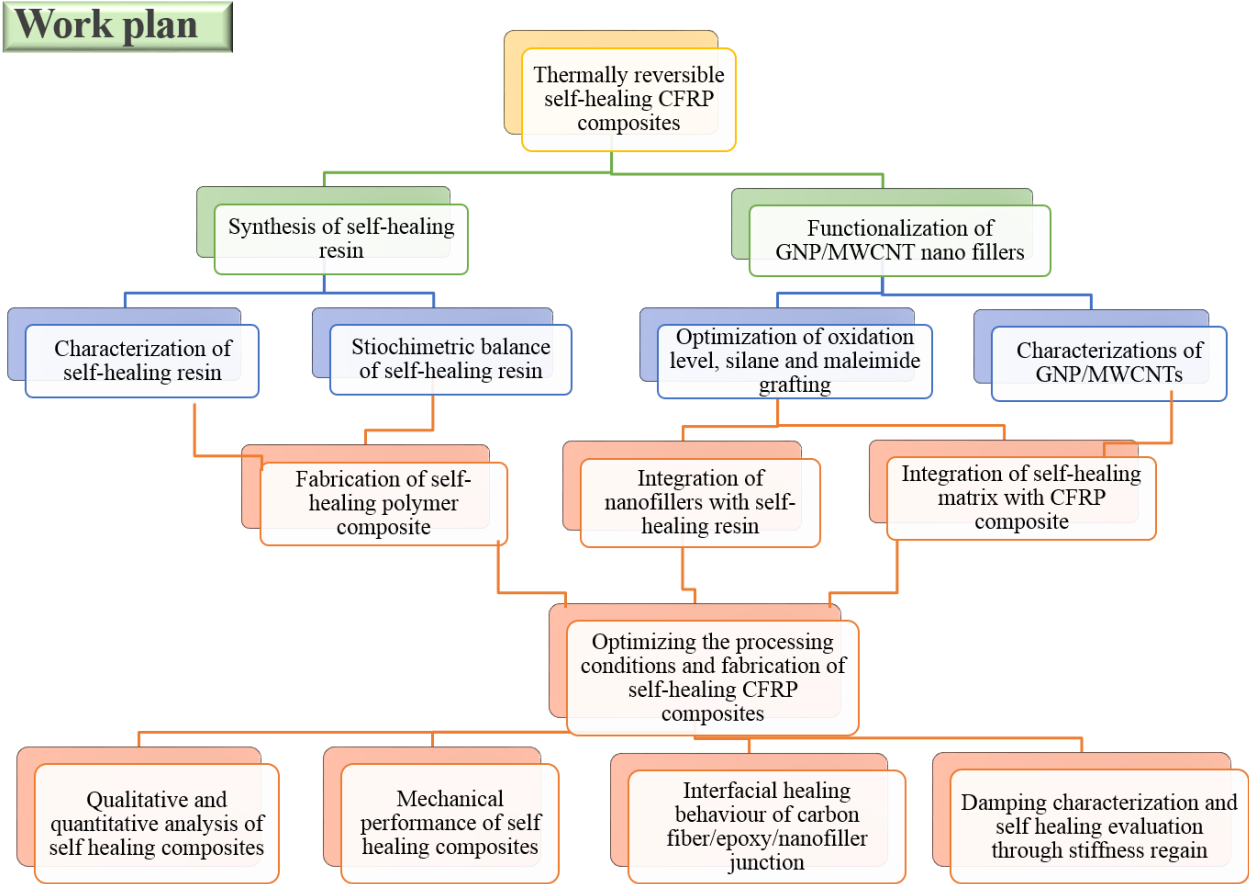 Work plan
Thermally reversible
self-healing CFRP
composites
Synthesis of self-healing
resin
Functionalization of
GNP/MWCNT nano fillers
Characterization of
self-healing resin
Stiochimetric balance
of self-healing resin
Optimization of oxidation
level, silane and maleimide
grafting
Characterizations of
GNP/MWCNTs
Fabrication of self-
healing polymer
composite
Integration of
nanofillers with self-
healing resin
Integration of self-healing
matrix with CFRP
composite
Optimizing the processing
conditions and fabrication of
self-healing CFRP
composites
Qualitative and
quantitative analysis of
self healing composites
Mechanical
performance of self
healing composites
Interfacial healing
behaviour of carbon
fiber/epoxy/nanofiller
junction
Damping characterization and
self healing evaluation
through stiffness regain